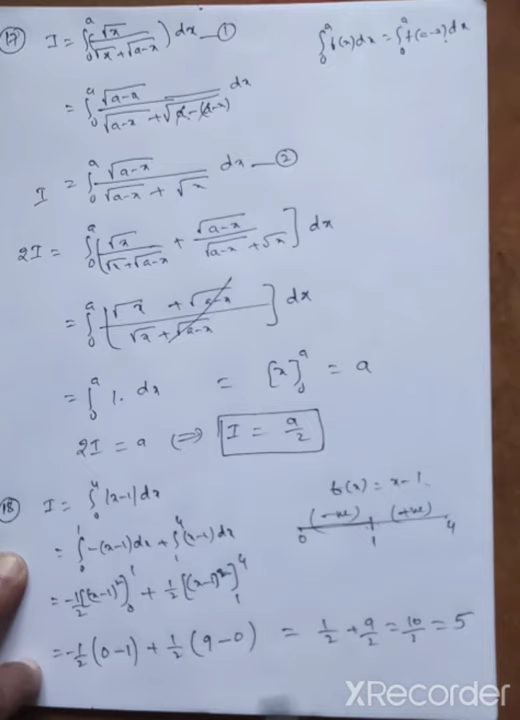 17 I = ∫₀ᵃ (√x / (√x + √(a-x))) dx — ①
∫₀ᵃ f(x) dx = ∫₀ᵃ f(a-x) dx
= ∫₀ᵃ √(a-x) / (√(a-x) + √(a-(a-x))) dx
I = ∫₀ᵃ √(a-x) / (√(a-x) + √x) dx — ②
2I = ∫₀ᵃ [√x / (√x + √(a-x)) + √(a-x) / (√(a-x) + √x)] dx
= ∫₀ᵃ [(√x + √(a-x)) / (√x + √(a-x))] dx
= ∫₀ᵃ 1. dx = [x]₀ᵃ = a
2I = a ⇒ I = a/2
18 I = ∫₀⁴ |x-1| dx
f(x) = x-1.
(-ve) (+ve)
0 1 4
= ∫₀¹ -(x-1) dx + ∫₁⁴ (x-1) dx
= -1/2 [(x-1)²]₀¹ + 1/2 [(x-1)²]₁⁴
= -1/2 (0-1) + 1/2 (9-0) = 1/2 + 9/2 = 10/2 = 5
XRecorder